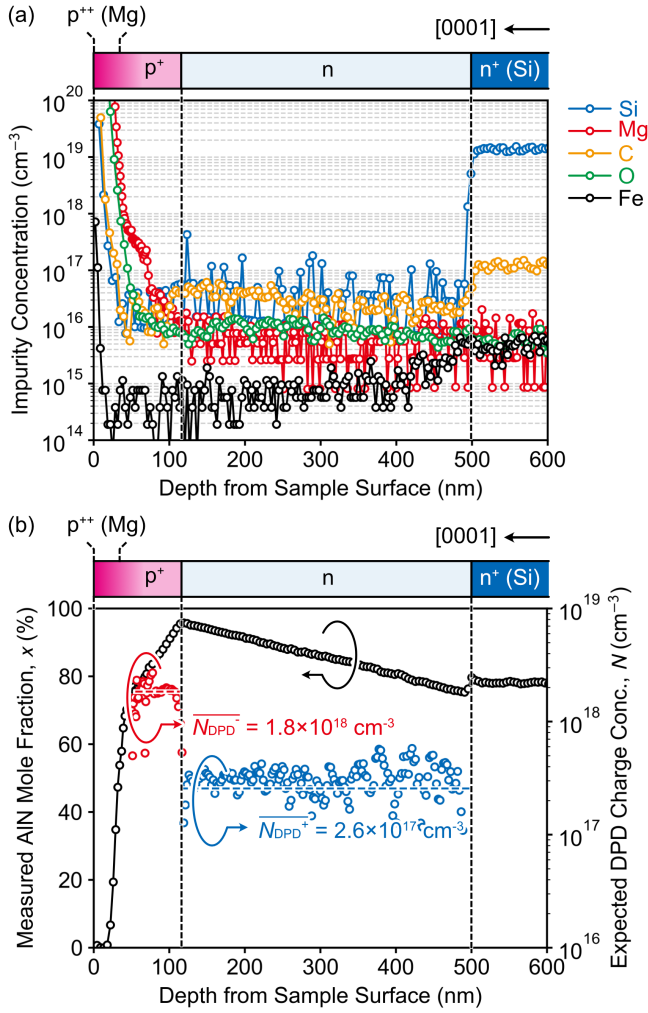 (a)
p⁺⁺ (Mg)
[0001]
p⁺
n
n⁺ (Si)
Impurity Concentration (cm⁻³)
10²⁰
10¹⁹
10¹⁸
10¹⁷
10¹⁶
10¹⁵
10¹⁴
Si
Mg
C
O
Fe
0 100 200 300 400 500 600
Depth from Sample Surface (nm)
(b)
p⁺⁺ (Mg)
[0001]
p⁺
n
n⁺ (Si)
Measured AlN Mole Fraction, x (%)
100
80
60
40
20
0
N_DPD⁻ = 1.8×10¹⁸ cm⁻³
N_DPD⁺ = 2.6×10¹⁷ cm⁻³
10¹⁹
10¹⁸
10¹⁷
10¹⁶
Expected DPD Charge Conc., N (cm⁻³)
0 100 200 300 400 500 600
Depth from Sample Surface (nm)